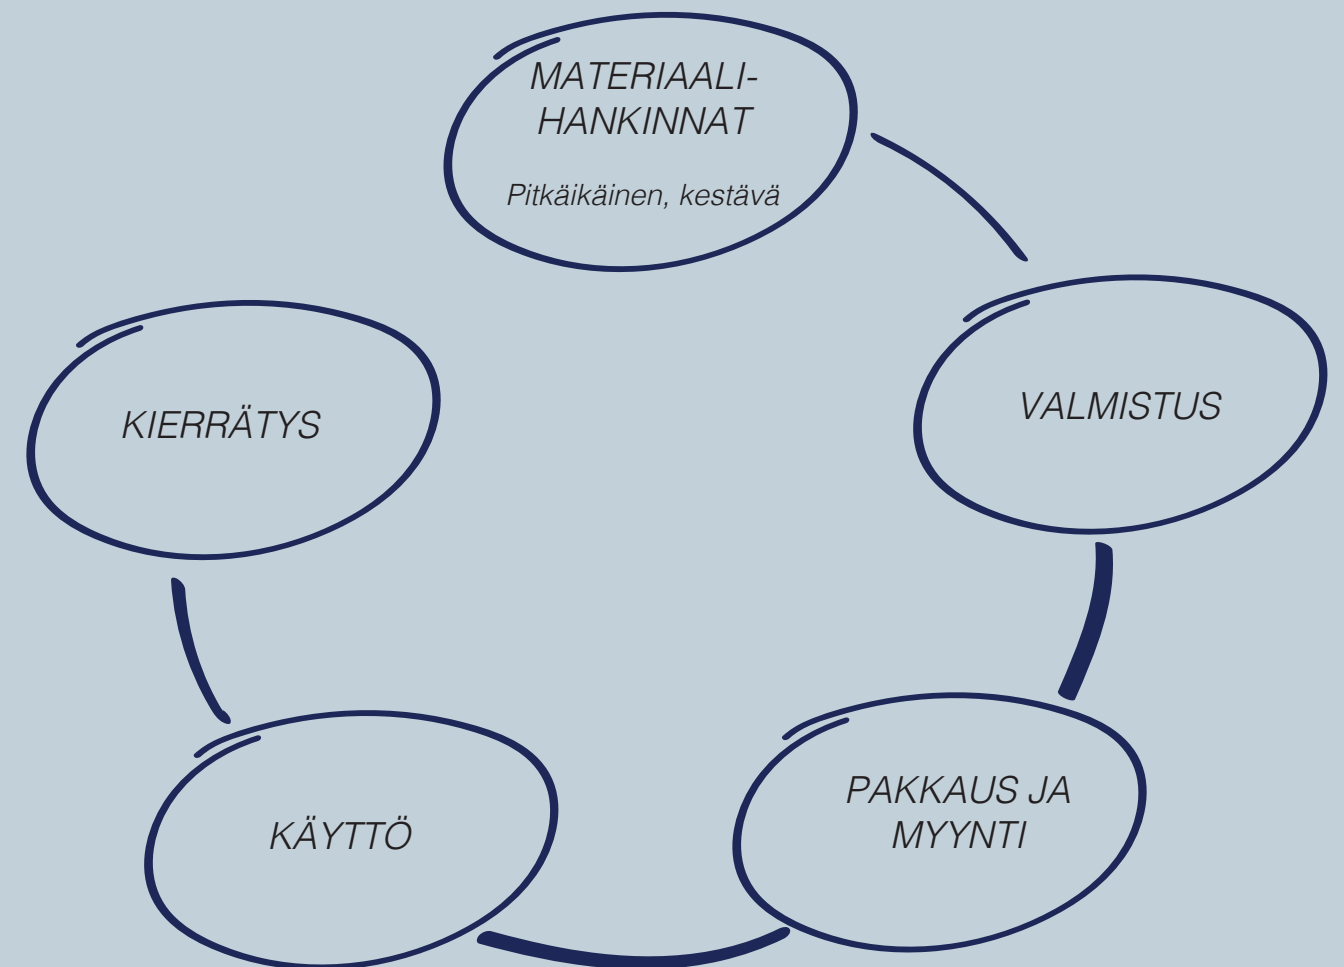 MATERIAALI-
HANKINNAT
Pitkäikäinen, kestävä
VALMISTUS
KIERRÄTYS
PAKKAUS JA
MYYNTI
KÄYTTÖ